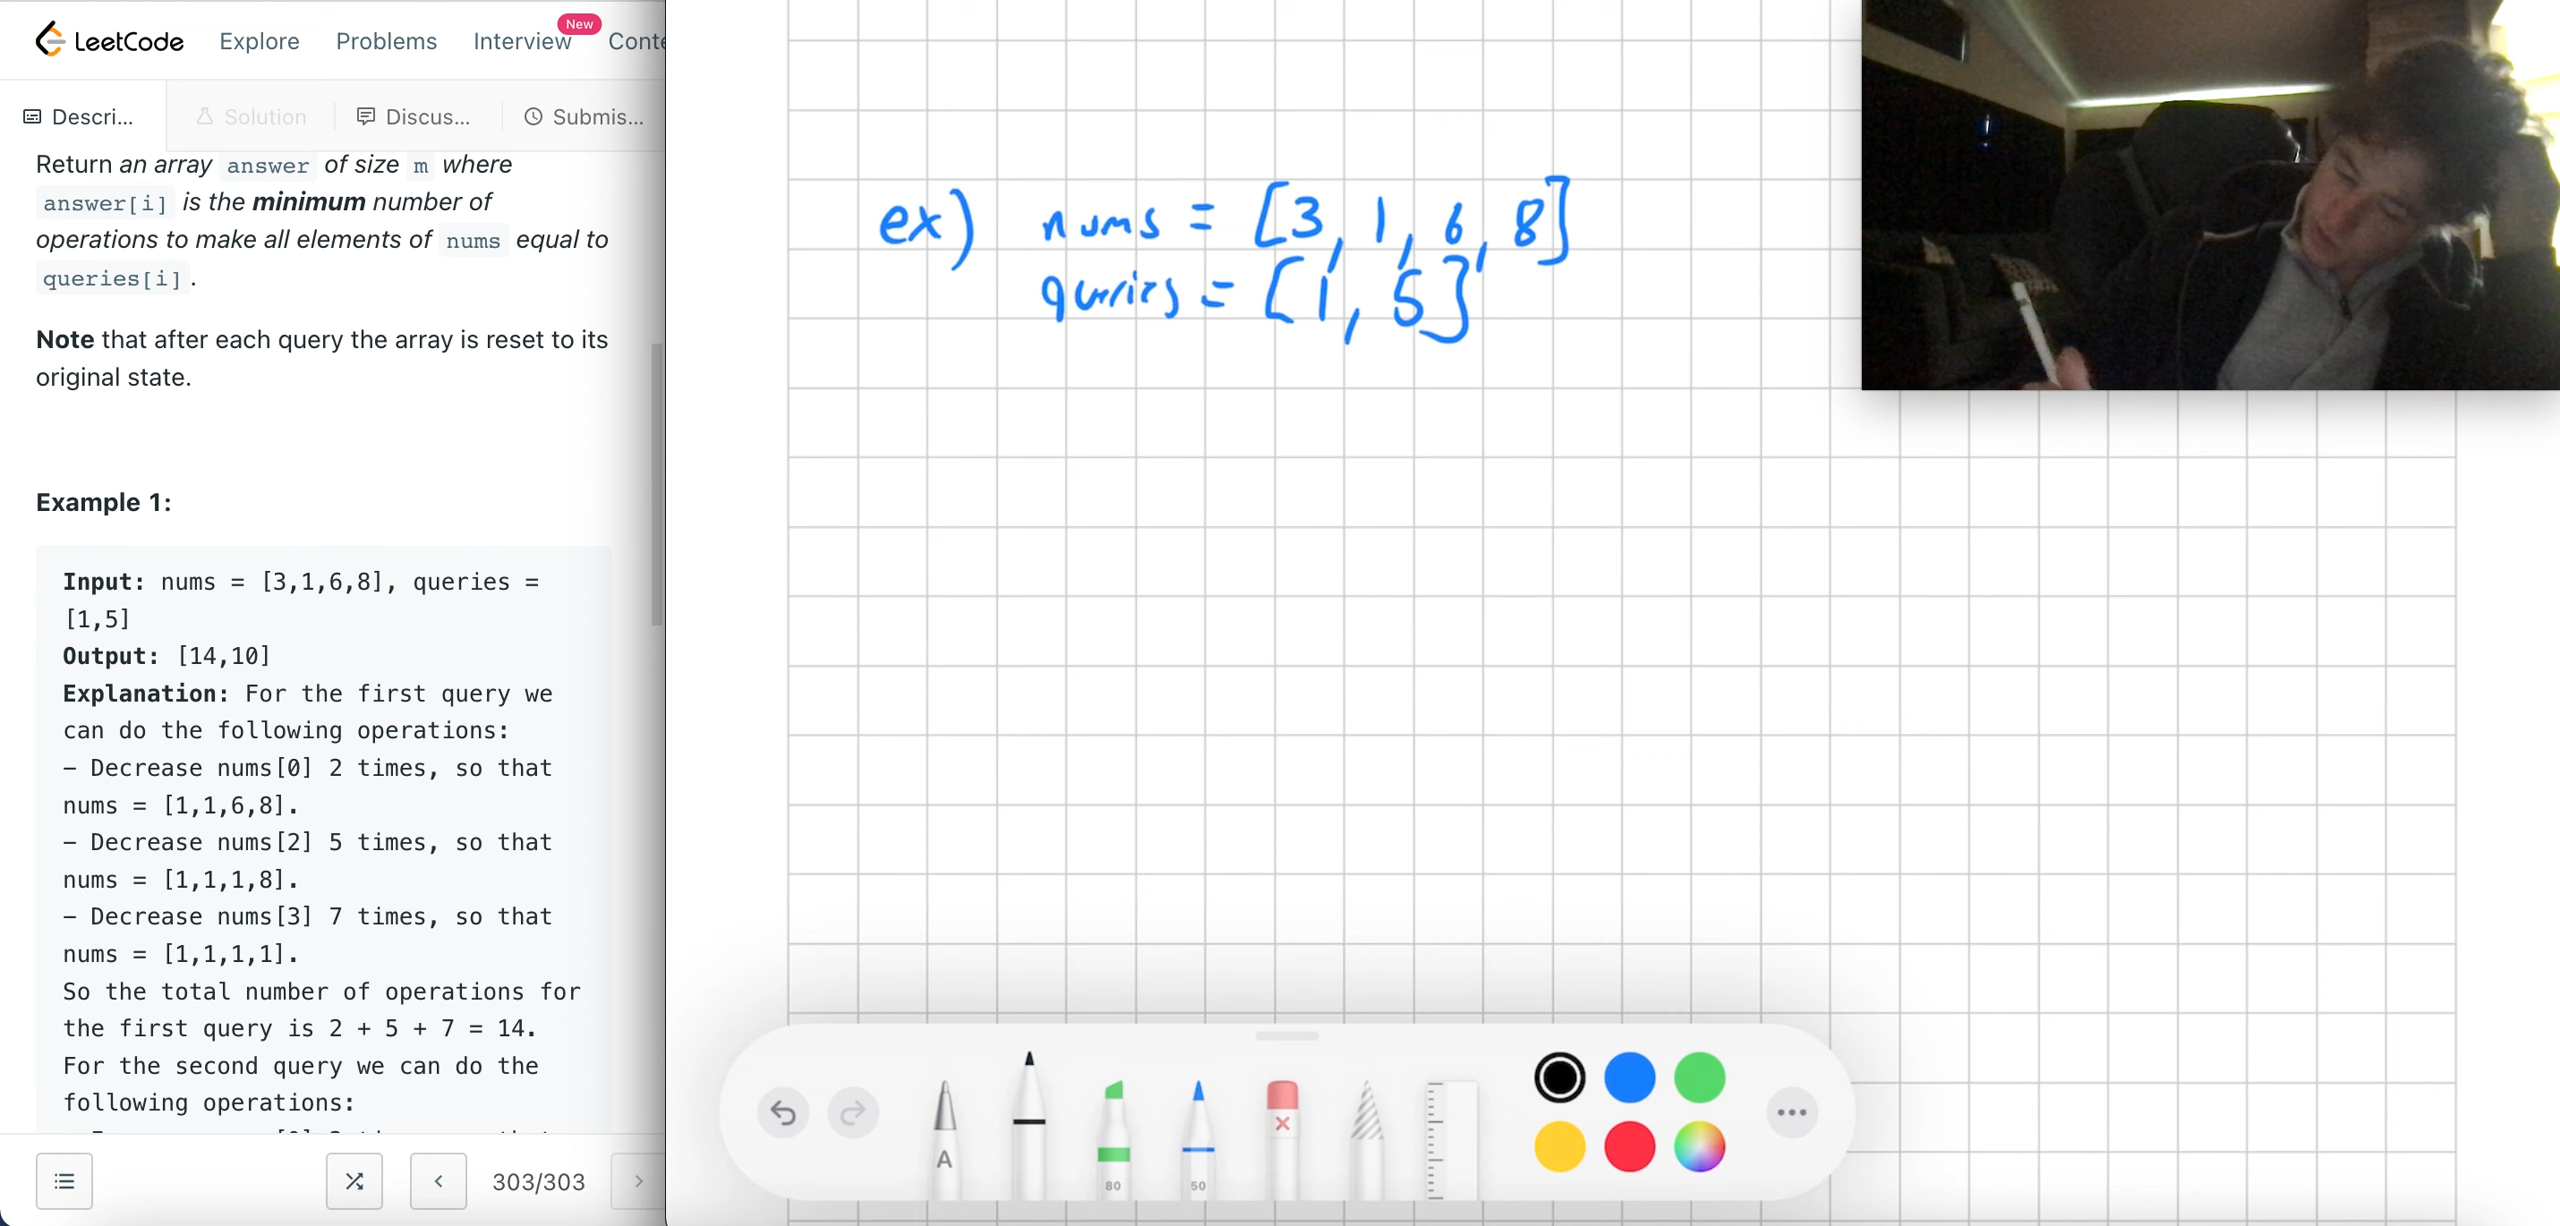 LeetCode Explore Problems Interview New
Descri... Solution Discus... Submis...
Return an array answer of size m where
answer[i] is the minimum number of
operations to make all elements of nums equal to
queries[i].
Note that after each query the array is reset to its
original state.
Example 1:
Input: nums = [3,1,6,8], queries =
[1,5]
Output: [14,10]
Explanation: For the first query we
can do the following operations:
- Decrease nums[0] 2 times, so that
nums = [1,1,6,8].
- Decrease nums[2] 5 times, so that
nums = [1,1,1,8].
- Decrease nums[3] 7 times, so that
nums = [1,1,1,1].
So the total number of operations for
the first query is 2 + 5 + 7 = 14.
For the second query we can do the
following operations:
303/303
ex) nums = [3, 1, 6, 8]
queries = [1, 5]
A
80
50